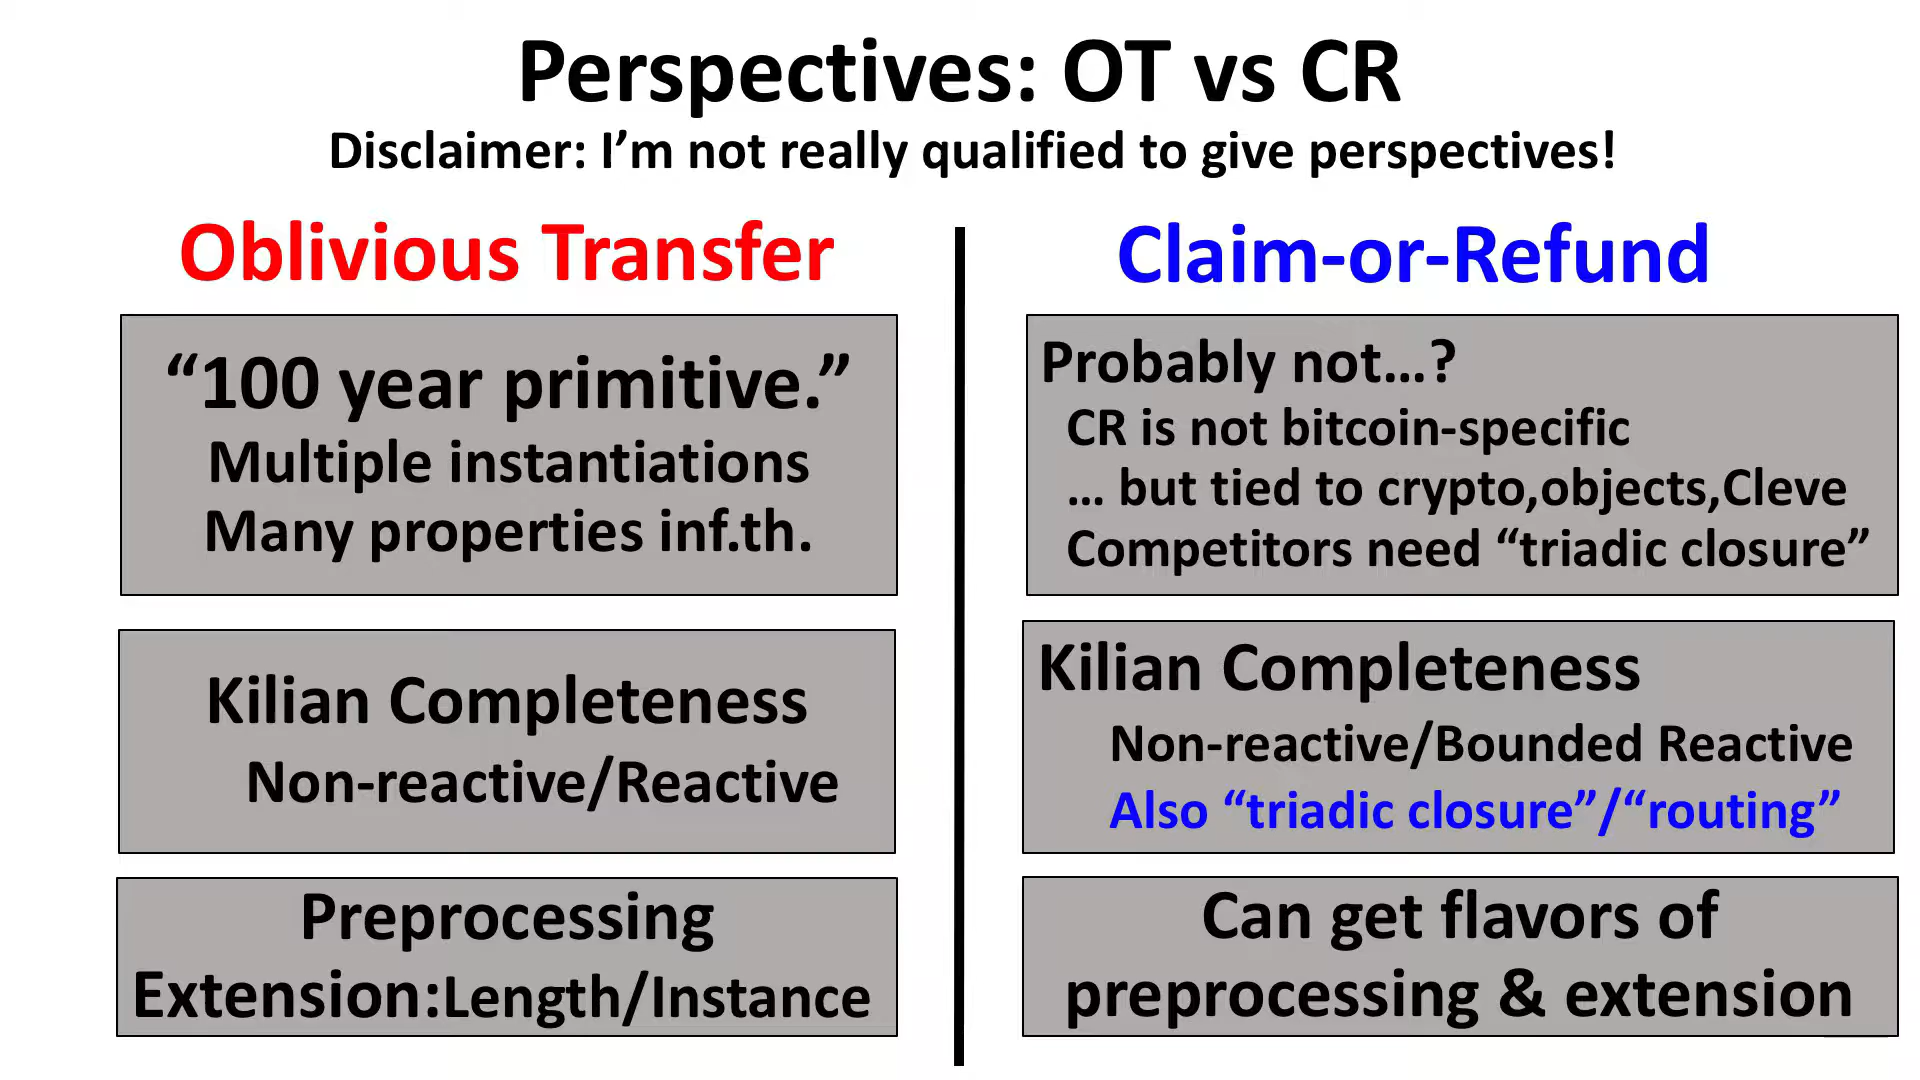 Perspectives: OT vs CR
Disclaimer: I’m not really qualified to give perspectives!
Oblivious Transfer
“100 year primitive.”
Multiple instantiations
Many properties inf.th.
Kilian Completeness
Non-reactive/Reactive
Preprocessing
Extension:Length/Instance
Claim-or-Refund
Probably not...?
CR is not bitcoin-specific
... but tied to crypto,objects,Cleve
Competitors need “triadic closure”
Kilian Completeness
Non-reactive/Bounded Reactive
Also “triadic closure”/“routing”
Can get flavors of
preprocessing & extension